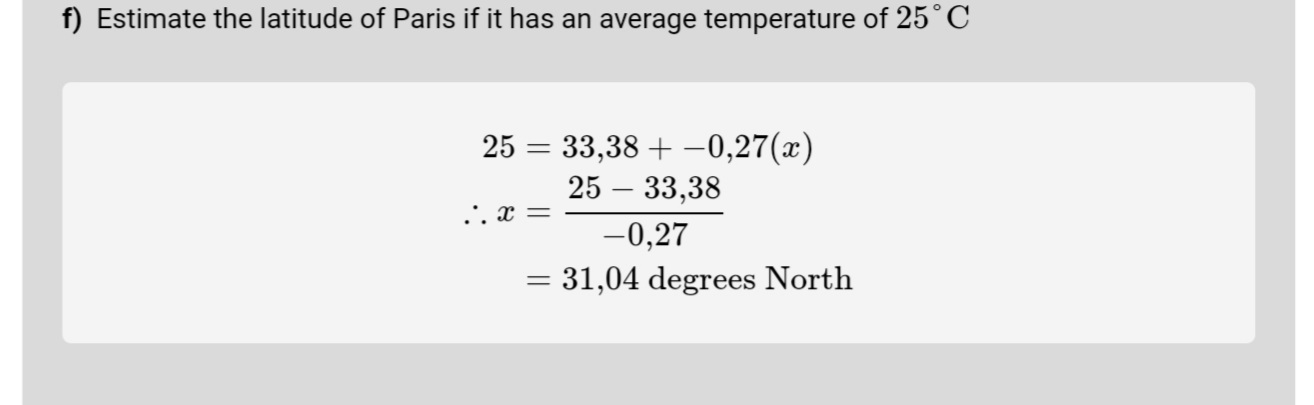 f) Estimate the latitude of Paris if it has an average temperature of 25°C
25 = 33,38 + −0,27(x)
∴ x = \frac{25 − 33,38}{−0,27}
= 31,04 degrees North